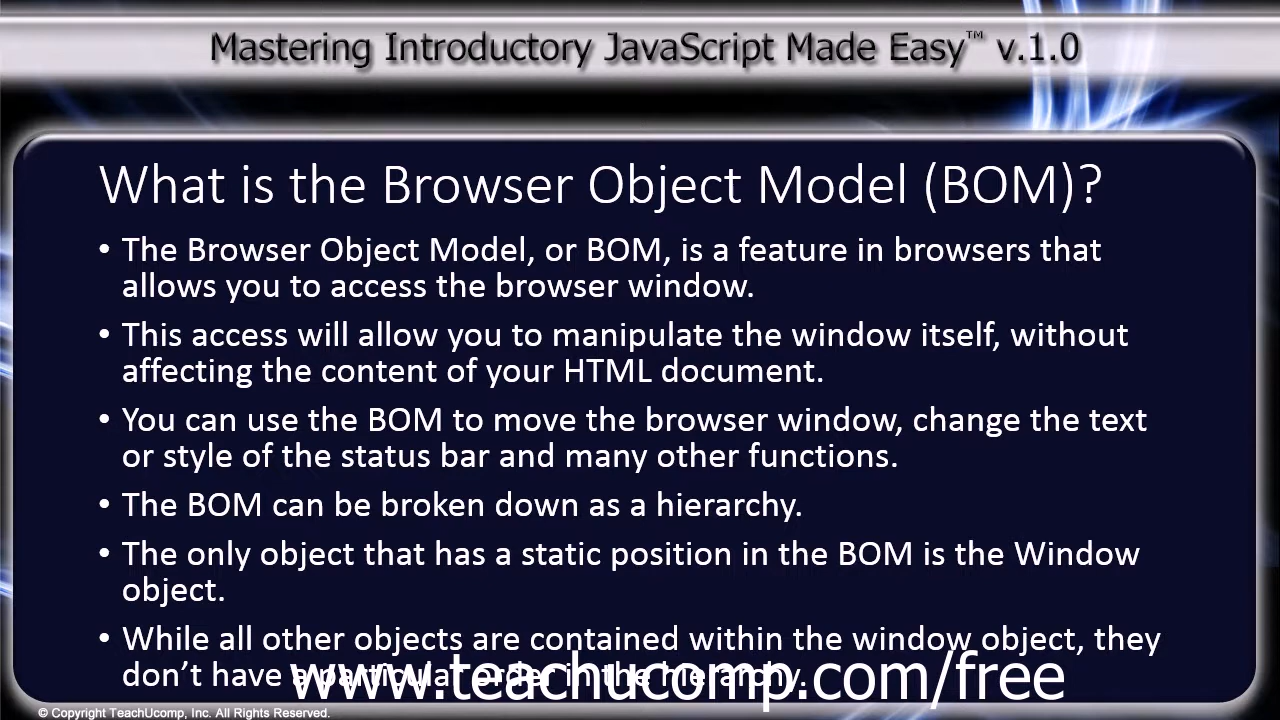 Mastering Introductory JavaScript Made Easy™ v.1.0
What is the Browser Object Model (BOM)?
• The Browser Object Model, or BOM, is a feature in browsers that
allows you to access the browser window.
• This access will allow you to manipulate the window itself, without
affecting the content of your HTML document.
• You can use the BOM to move the browser window, change the text
or style of the status bar and many other functions.
• The BOM can be broken down as a hierarchy.
• The only object that has a static position in the BOM is the Window
object.
• While all other objects are contained within the window object, they
don’t have a particular order in the hierarchy.
www.teachucomp.com/free
© Copyright TeachUcomp, Inc. All Rights Reserved.